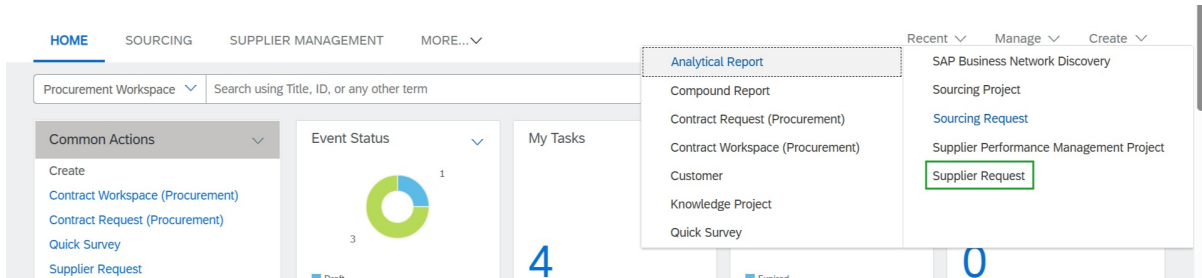 HOME SOURCING SUPPLIER MANAGEMENT MORE... Recent Manage Create
Procurement Workspace Search using Title, ID, or any other term
Analytical Report
Compound Report
Contract Request (Procurement)
Contract Workspace (Procurement)
Customer
Knowledge Project
Quick Survey
SAP Business Network Discovery
Sourcing Project
Sourcing Request
Supplier Performance Management Project
Supplier Request
Common Actions
Create
Contract Workspace (Procurement)
Contract Request (Procurement)
Quick Survey
Supplier Request
Event Status
1
3
Draft
My Tasks
4
Expired
0